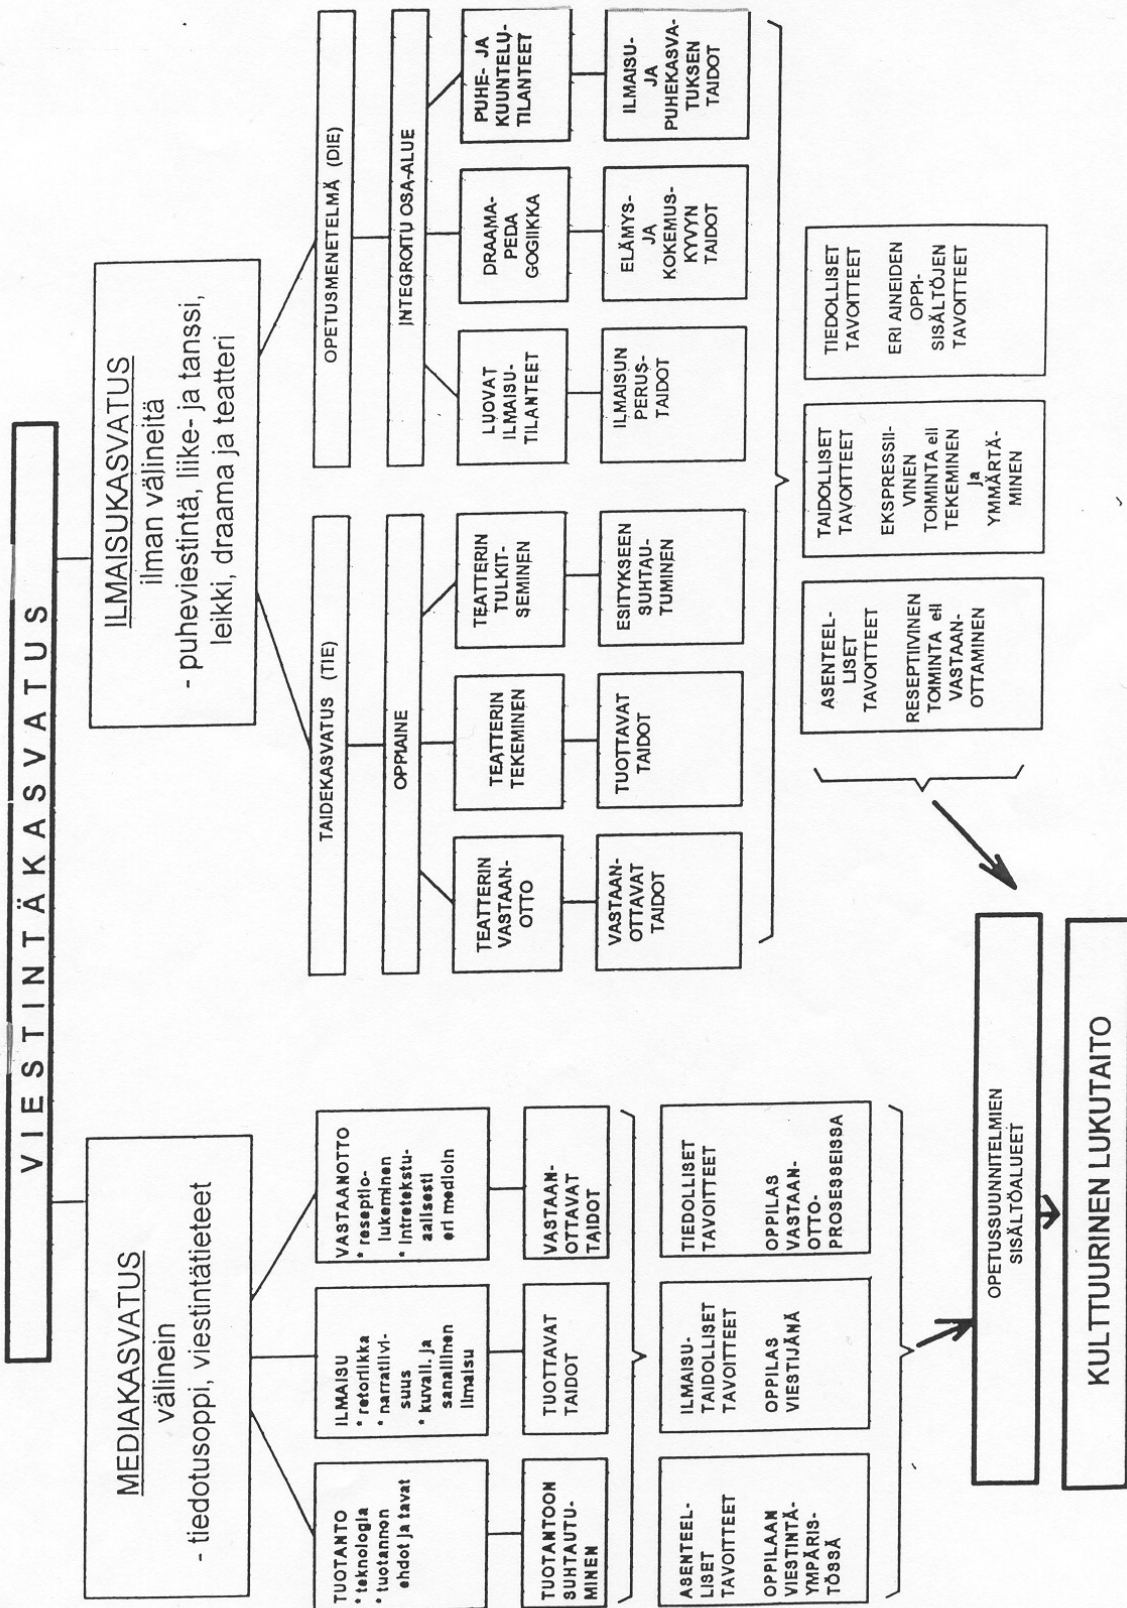 VIESTINTÄKASVATUS
MEDIAKASVATUS
välinein
- tiedotusoppi, viestintätieteet
ILMAISUKASVATUS
ilman välineitä
- puheviestintä, liike- ja tanssi,
leikki, draama ja teatteri
TUOTANTO
* teknologia
* tuotannon
ehdot ja tavat
ILMAISU
* retoriikka
* narratiivi-
suus
* kuvall. ja
sanallinen
ilmaisu
VASTAANOTTO
* reseptio-
lukeminen
* intretekstu-
aalisesti
eri medioin
TUOTANTOON
SUHTAUTU-
MINEN
TUOTTAVAT
TAIDOT
VASTAAN-
OTTAVAT
TAIDOT
ASENTEEL-
LISET
TAVOITTEET
OPPILAAN
VIESTINTÄ-
YMPÄRIS-
TÖSSÄ
ILMAISU-
TAIDOLLISET
TAVOITTEET
OPPILAS
VIESTIJÄNÄ
TIEDOLLISET
TAVOITTEET
OPPILAS
VASTAAN-
OTTO-
PROSESSEISSA
TAIDEKASVATUS (TIE)
OPPIAINE
TEATTERIN
VASTAAN-
OTTO
TEATTERIN
TEKEMINEN
TEATTERIN
TULKIT-
SEMINEN
VASTAAN-
OTTAVAT
TAIDOT
TUOTTAVAT
TAIDOT
ESITYKSEEN
SUHTAU-
TUMINEN
OPETUSMENETELMÄ (DIE)
INTEGROITU OSA-ALUE
LUOVAT
ILMAISU-
TILANTEET
DRAAMA-
PEDA
GOGIIKKA
PUHE- JA
KUUNTELU-
TILANTEET
ILMAISUN
PERUS-
TAIDOT
ELÄMYS-
JA
KOKEMUS-
KYVYN
TAIDOT
ILMAISU-
JA
PUHEKASVA-
TUKSEN
TAIDOT
ASENTEEL-
LISET
TAVOITTEET
RESEPTIIVINEN
TOIMINTA eli
VASTAAN-
OTTAMINEN
TAIDOLLISET
TAVOITTEET
EKSPRESSII-
VINEN
TOIMINTA eli
TEKEMINEN
ja
YMMÄRTÄ-
MINEN
TIEDOLLISET
TAVOITTEET
ERI AINEIDEN
OPPI-
SISÄLTÖJEN
TAVOITTEET
OPETUSSUUNNITELMIEN
SISÄLTÖALUEET
KULTTUURINEN LUKUTAITO